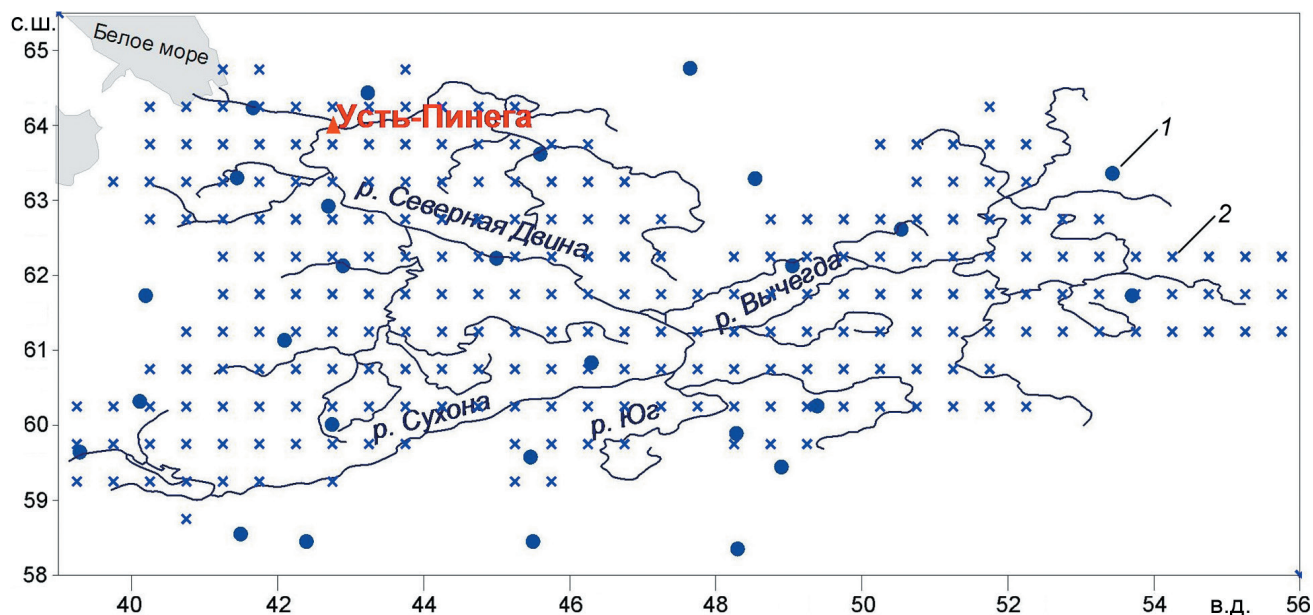 с.ш.
65
64
63
62
61
60
59
58
Белое море
Усть-Пинега
1
р. Северная Двина
2
р. Вычегда
р. Сухона
р. Юг
40
42
44
46
48
50
52
54
в.д.
56